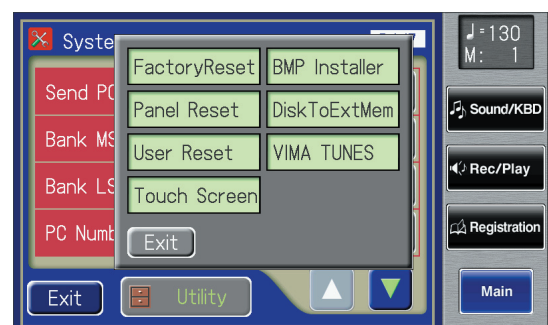 Syste
♩=130
M: 1
FactoryReset
BMP Installer
Send PC
Panel Reset
DiskToExtMem
Sound/KBD
Bank MS
User Reset
VIMA TUNES
Rec/Play
Bank LS
Touch Screen
PC Numb
Exit
Registration
Exit
Utility
Main